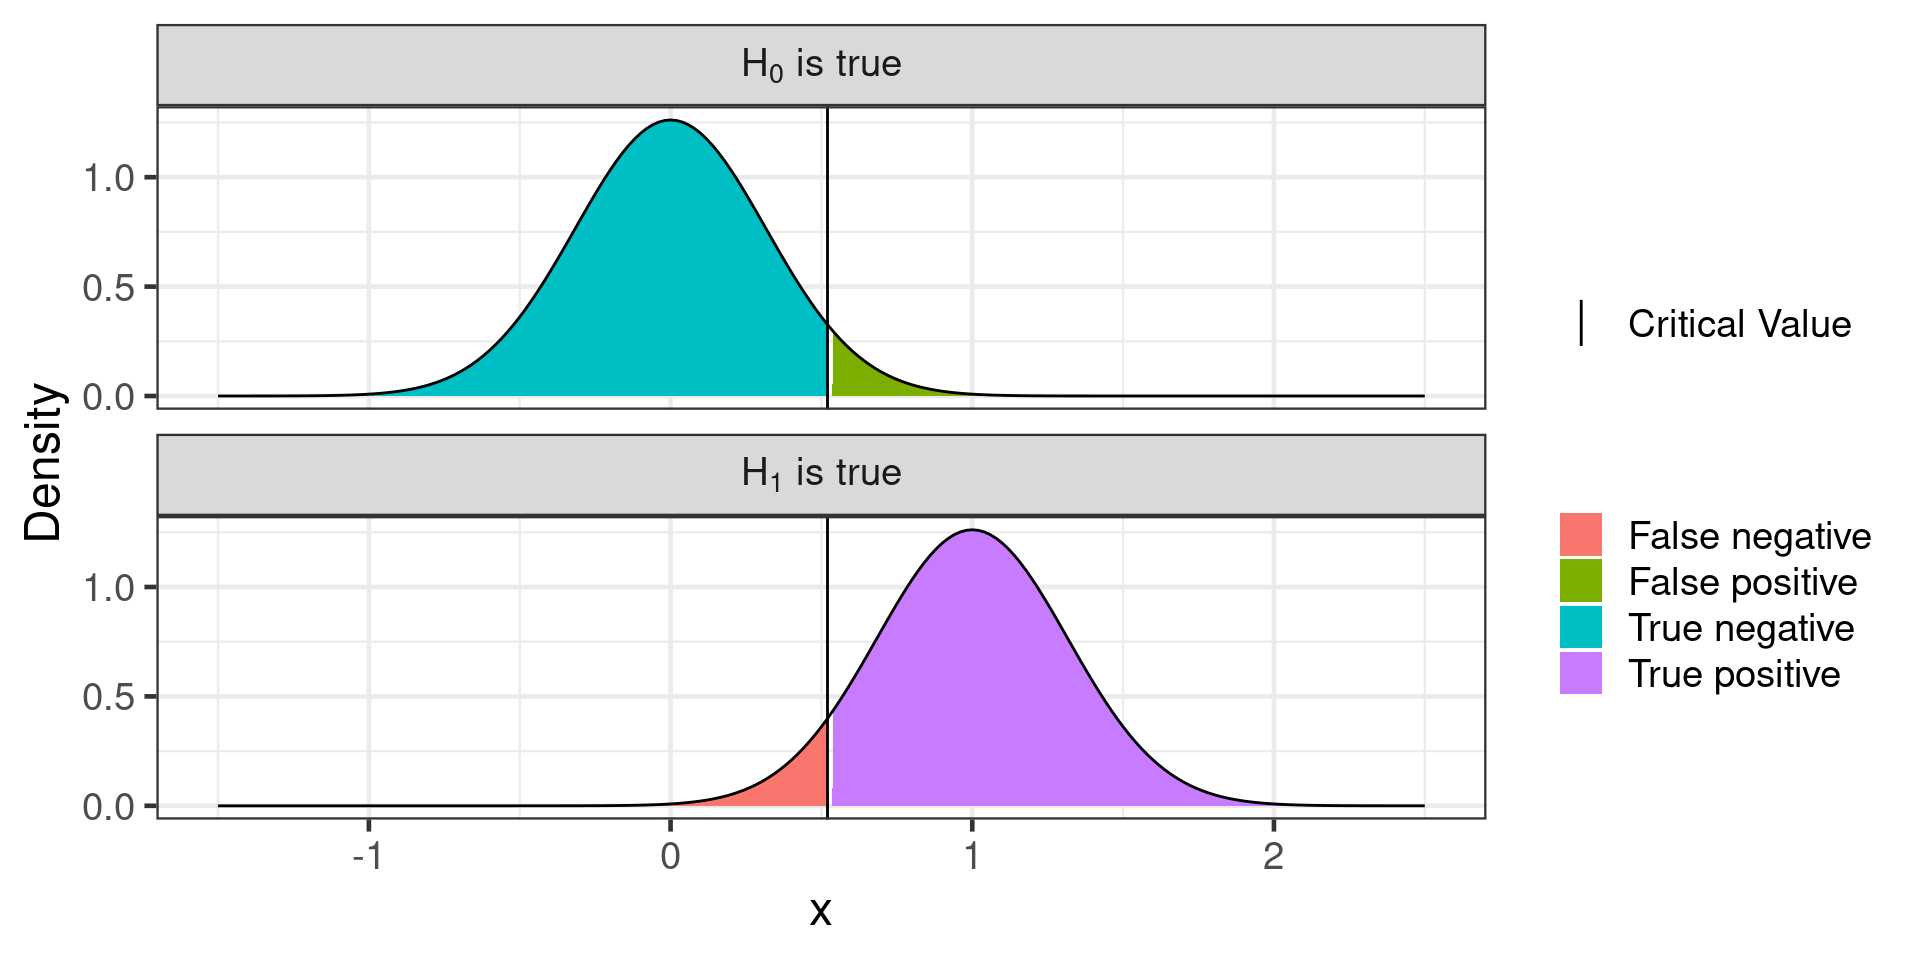 H₀ is true
1.0
0.5
0.0
Density
H₁ is true
1.0
0.5
0.0
-1 0 1 2
x
Critical Value
False negative
False positive
True negative
True positive